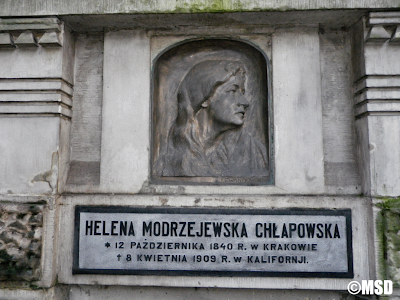 HELENA MODRZEJEWSKA CHŁAPOWSKA
* 12 PAŹDZIERNIKA 1840 R. W KRAKOWIE
† 8 KWIETNIA 1909 R. W KALIFORNJI.
©MSD